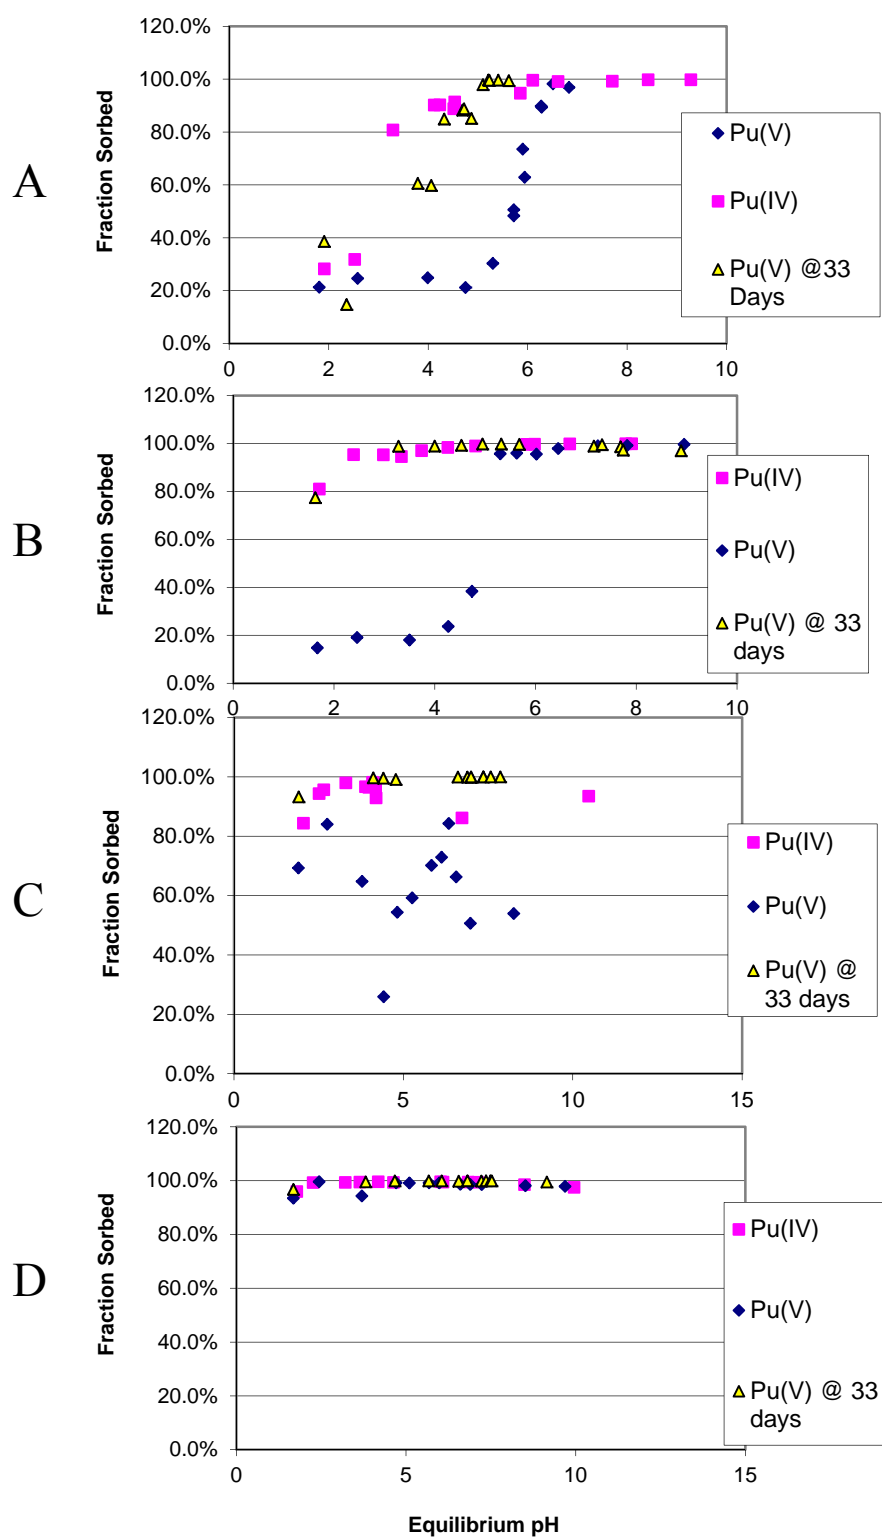 A
Fraction Sorbed
120.0%
100.0%
80.0%
60.0%
40.0%
20.0%
0.0%
0 2 4 6 8 10
Pu(V)
Pu(IV)
Pu(V) @33
Days
B
Fraction Sorbed
120.0%
100.0%
80.0%
60.0%
40.0%
20.0%
0.0%
0 2 4 6 8 10
Pu(IV)
Pu(V)
Pu(V) @ 33
days
C
Fraction Sorbed
120.0%
100.0%
80.0%
60.0%
40.0%
20.0%
0.0%
0 5 10 15
Pu(IV)
Pu(V)
Pu(V) @
33 days
D
Fraction Sorbed
120.0%
100.0%
80.0%
60.0%
40.0%
20.0%
0.0%
0 5 10 15
Pu(IV)
Pu(V)
Pu(V) @ 33
days
Equilibrium pH